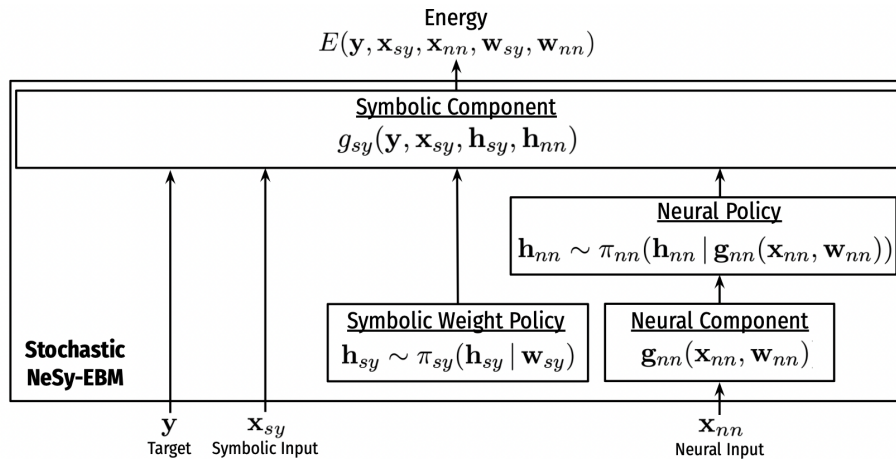 Energy
E(y, x_sy, x_nn, w_sy, w_nn)
Symbolic Component
g_sy(y, x_sy, h_sy, h_nn)
Neural Policy
h_nn ∼ π_nn(h_nn | g_nn(x_nn, w_nn))
Symbolic Weight Policy
h_sy ∼ π_sy(h_sy | w_sy)
Neural Component
g_nn(x_nn, w_nn)
Stochastic
NeSy-EBM
y
Target
x_sy
Symbolic Input
x_nn
Neural Input